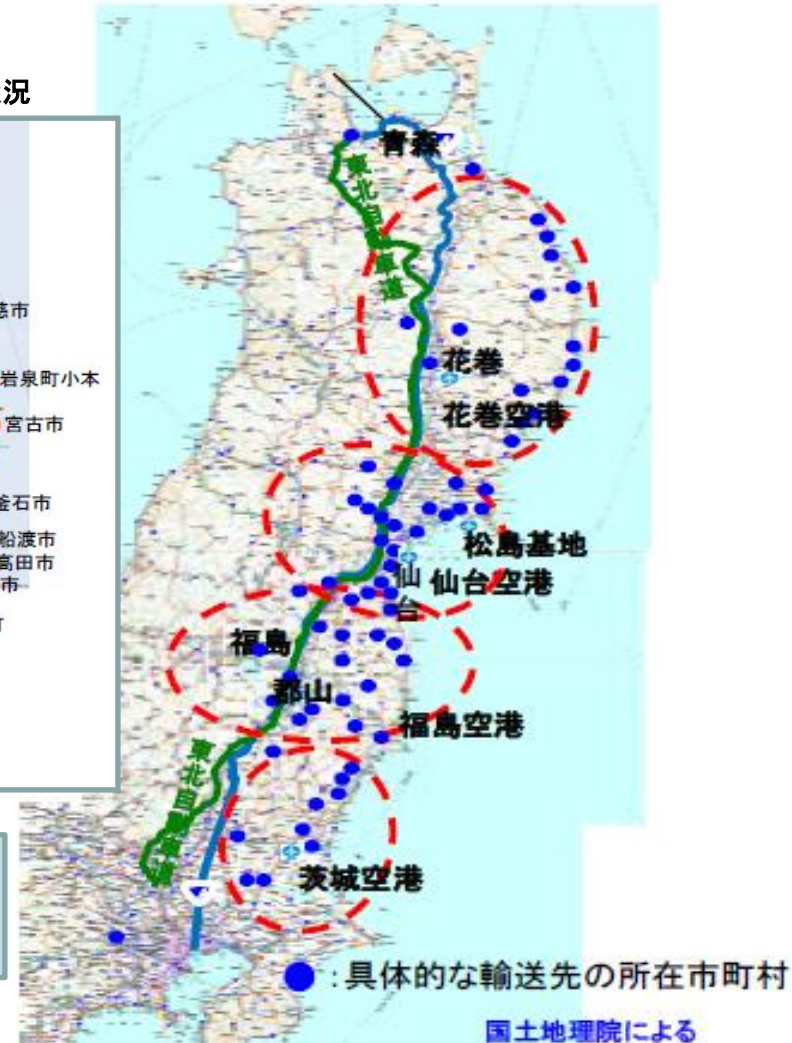 況
慈市
岩泉町小本
宮古市
釜石市
船渡市
高田市
市
町
青森
東北自動車道
花巻
花巻空港
松島基地
仙台
仙台空港
福島
郡山
福島空港
東北自動車道
茨城空港
：具体的な輸送先の所在市町村
国土地理院による